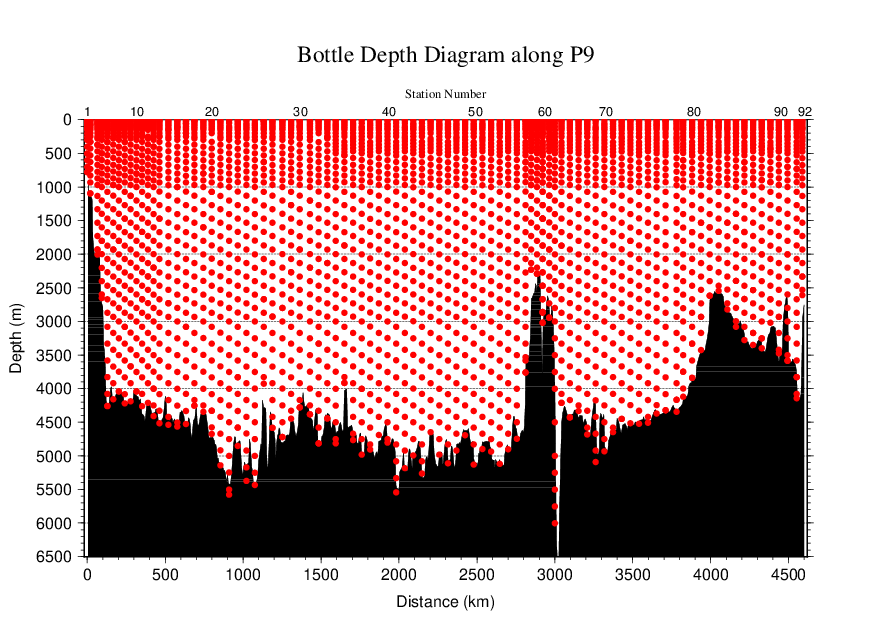 Bottle Depth Diagram along P9
Station Number
1 10 20 30 40 50 60 70 80 90 92
0
500
1000
1500
2000
2500
3000
3500
4000
4500
5000
5500
6000
6500
Depth (m)
0 500 1000 1500 2000 2500 3000 3500 4000 4500
Distance (km)